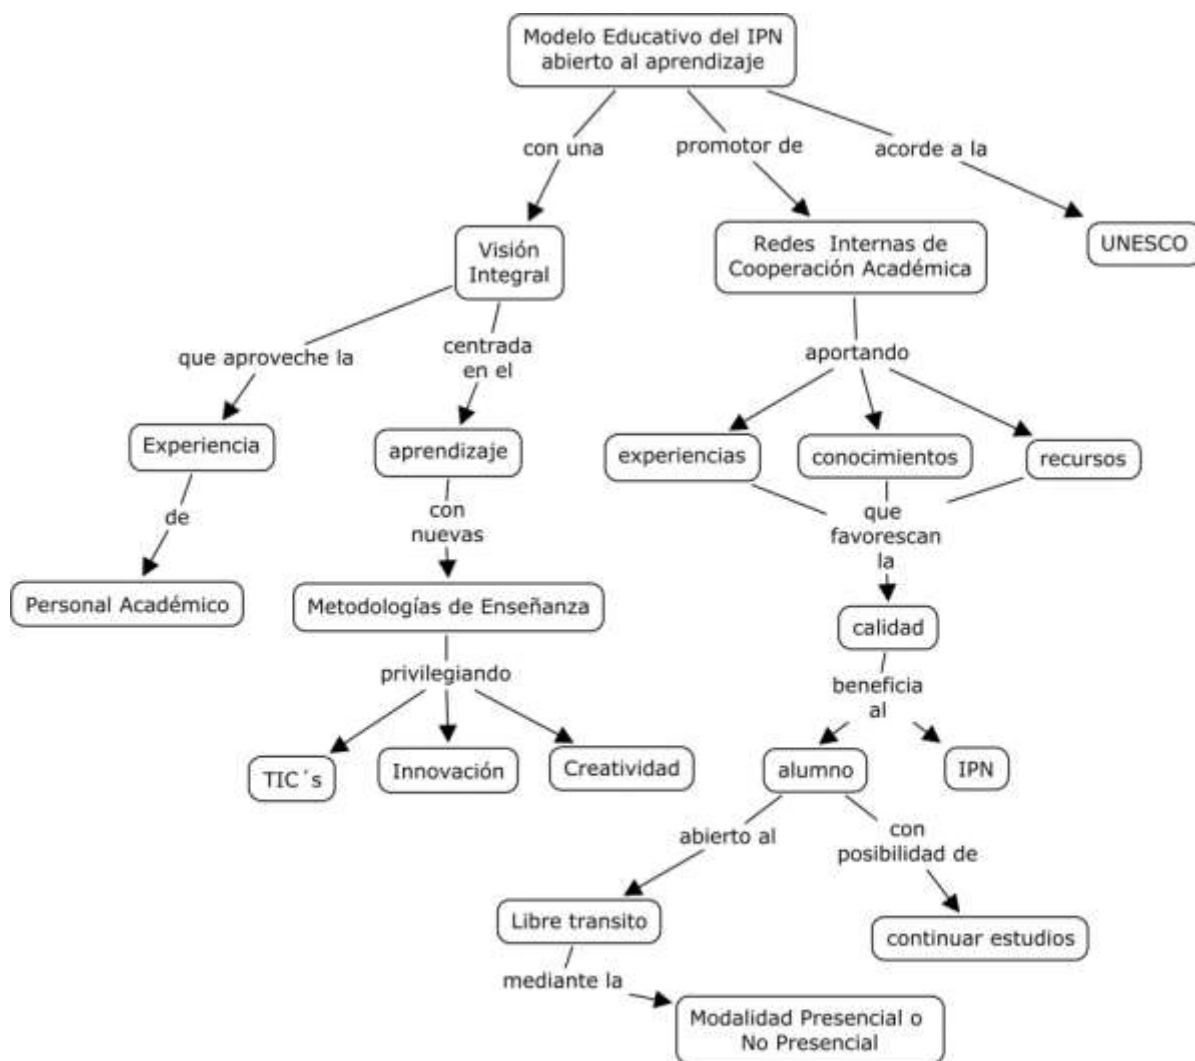 Modelo Educativo del IPN
abierto al aprendizaje
con una
promotor de
acorde a la
Visión
Integral
Redes Internas de
Cooperación Académica
UNESCO
que aproveche la
centrada
en el
aportando
Experiencia
aprendizaje
experiencias
conocimientos
recursos
de
con
nuevas
que
favorescan
la
Personal Académico
Metodologías de Enseñanza
calidad
privilegiando
beneficia
al
TIC´s
Innovación
Creatividad
alumno
IPN
abierto al
con
posibilidad de
Libre transito
continuar estudios
mediante la
Modalidad Presencial o
No Presencial